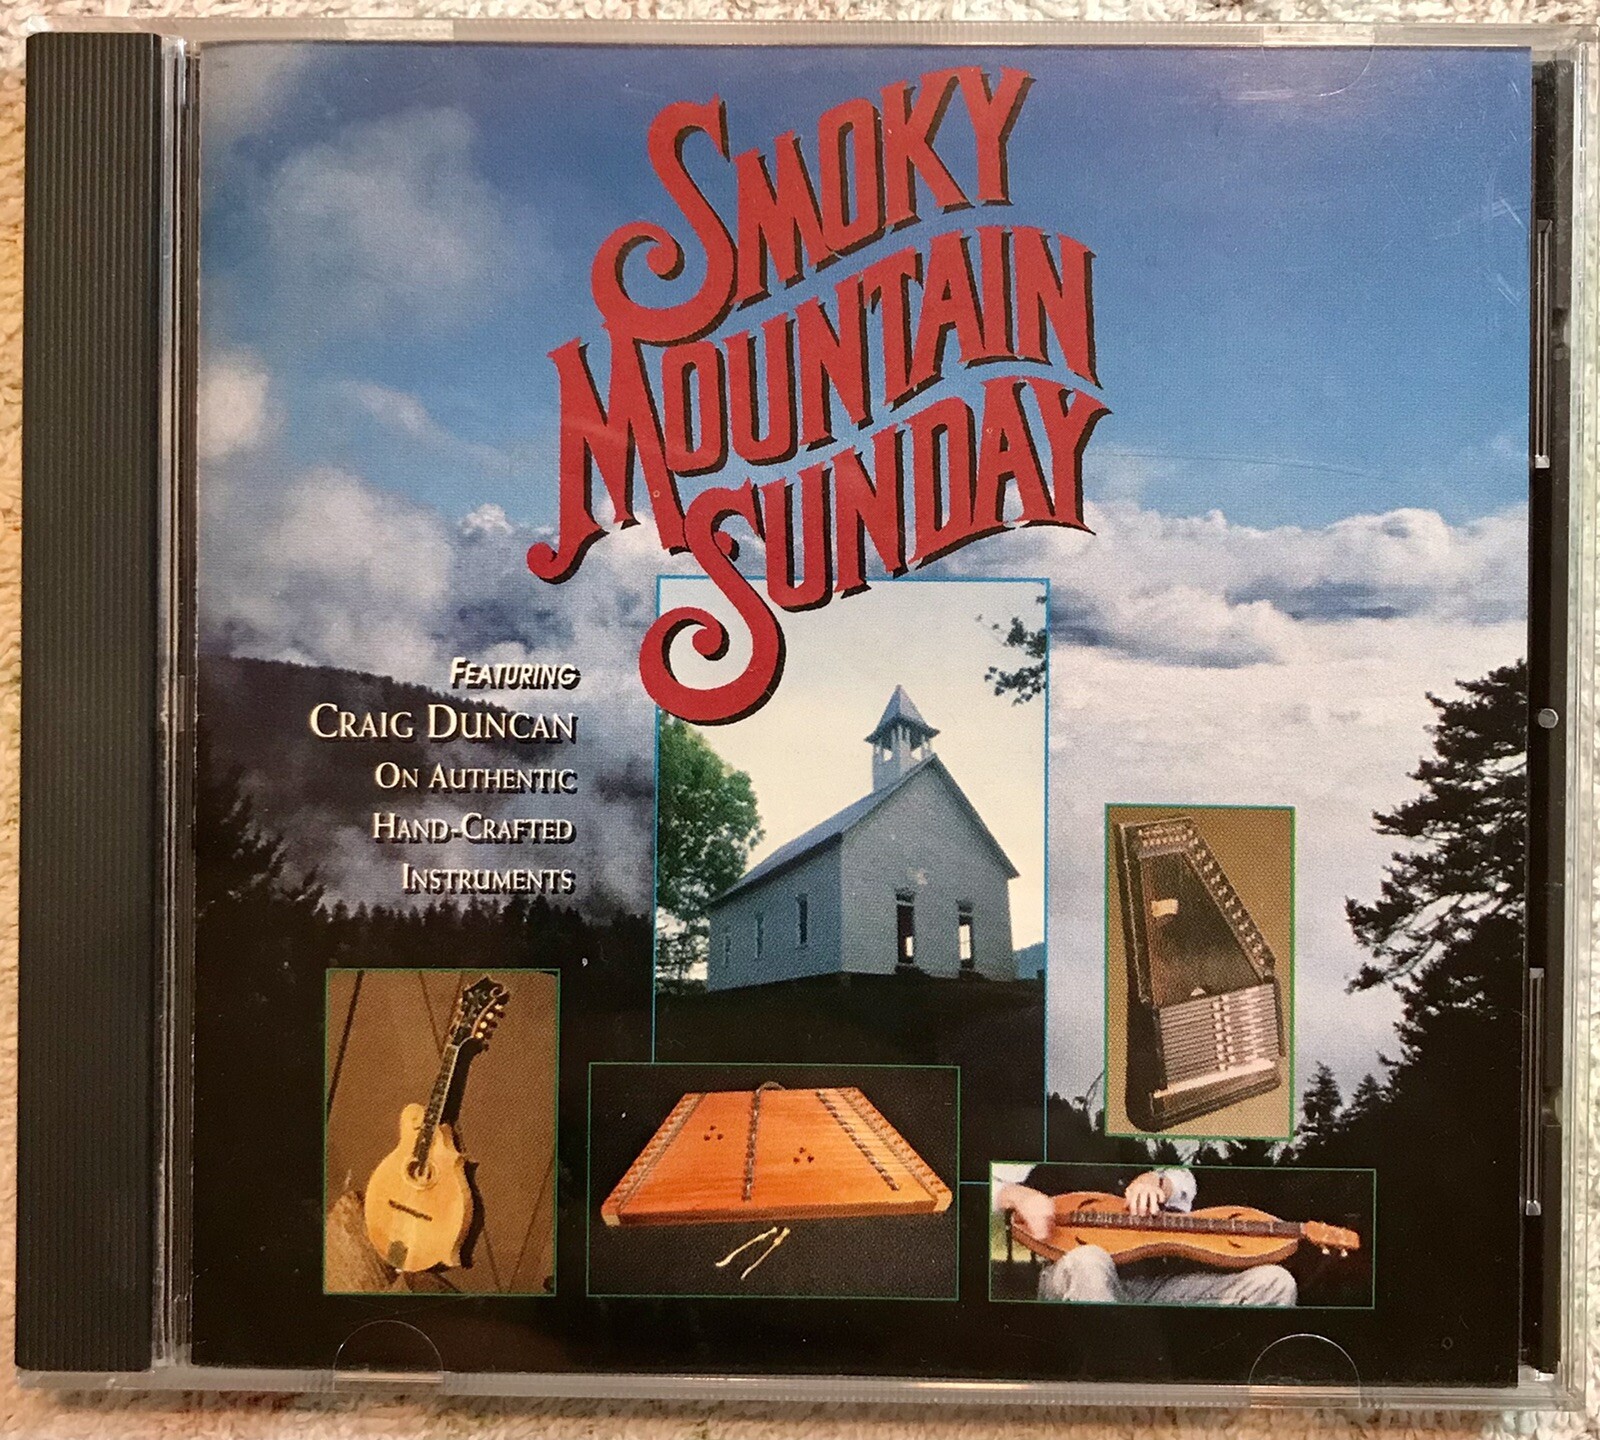 SMOKY
MOUNTAIN
SUNDAY
FEATURING
CRAIG DUNCAN
ON AUTHENTIC
HAND-CRAFTED
INSTRUMENTS